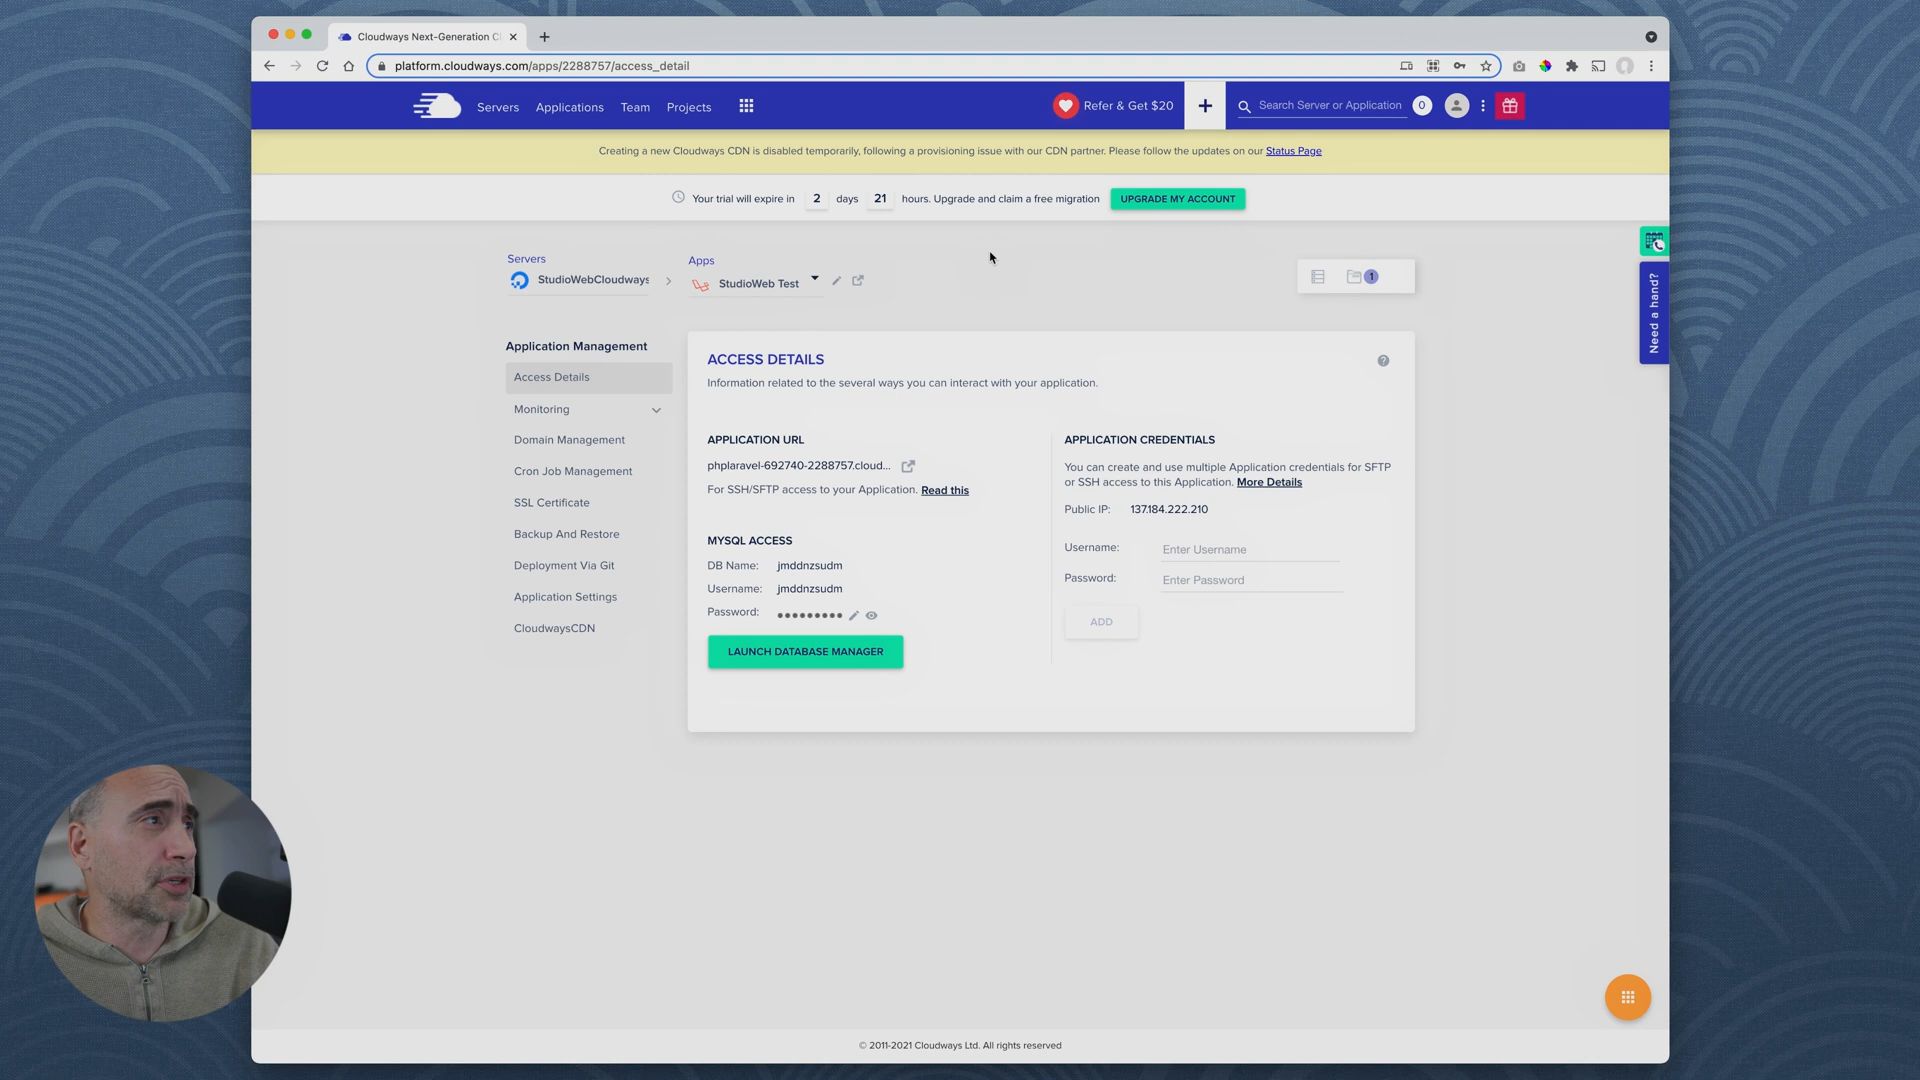 Cloudways Next-Generation C
platform.cloudways.com/apps/2288757/access_detail
Servers
Applications
Team
Projects
Refer & Get $20
+
Search Server or Application
0
Creating a new Cloudways CDN is disabled temporarily, following a provisioning issue with our CDN partner. Please follow the updates on our Status Page
Your trial will expire in 2 days 21 hours. Upgrade and claim a free migration
UPGRADE MY ACCOUNT
Servers
StudioWebCloudways
Apps
StudioWeb Test
1
Need a hand?
Application Management
Access Details
Monitoring
Domain Management
Cron Job Management
SSL Certificate
Backup And Restore
Deployment Via Git
Application Settings
CloudwaysCDN
ACCESS DETAILS
Information related to the several ways you can interact with your application.
APPLICATION URL
phplaravel-692740-2288757.cloud...
For SSH/SFTP access to your Application. Read this
MYSQL ACCESS
DB Name: jmddnzsudm
Username: jmddnzsudm
Password: •••••••••
LAUNCH DATABASE MANAGER
APPLICATION CREDENTIALS
You can create and use multiple Application credentials for SFTP
or SSH access to this Application. More Details
Public IP: 137.184.222.210
Username: Enter Username
Password: Enter Password
ADD
© 2011-2021 Cloudways Ltd. All rights reserved